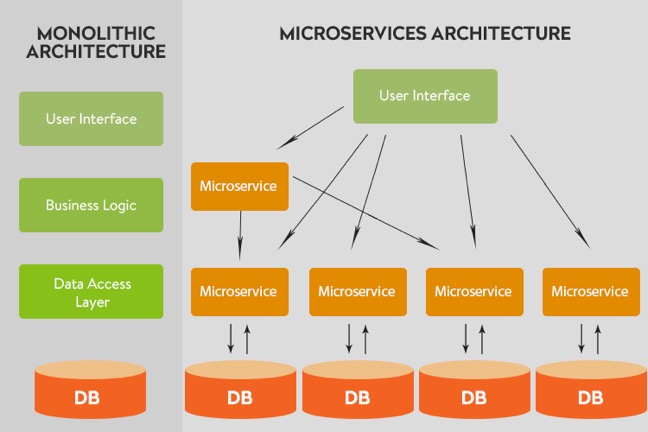 MONOLITHIC
ARCHITECTURE
User Interface
Business Logic
Data Access
Layer
DB
MICROSERVICES ARCHITECTURE
User Interface
Microservice
Microservice
Microservice
Microservice
Microservice
DB
DB
DB
DB